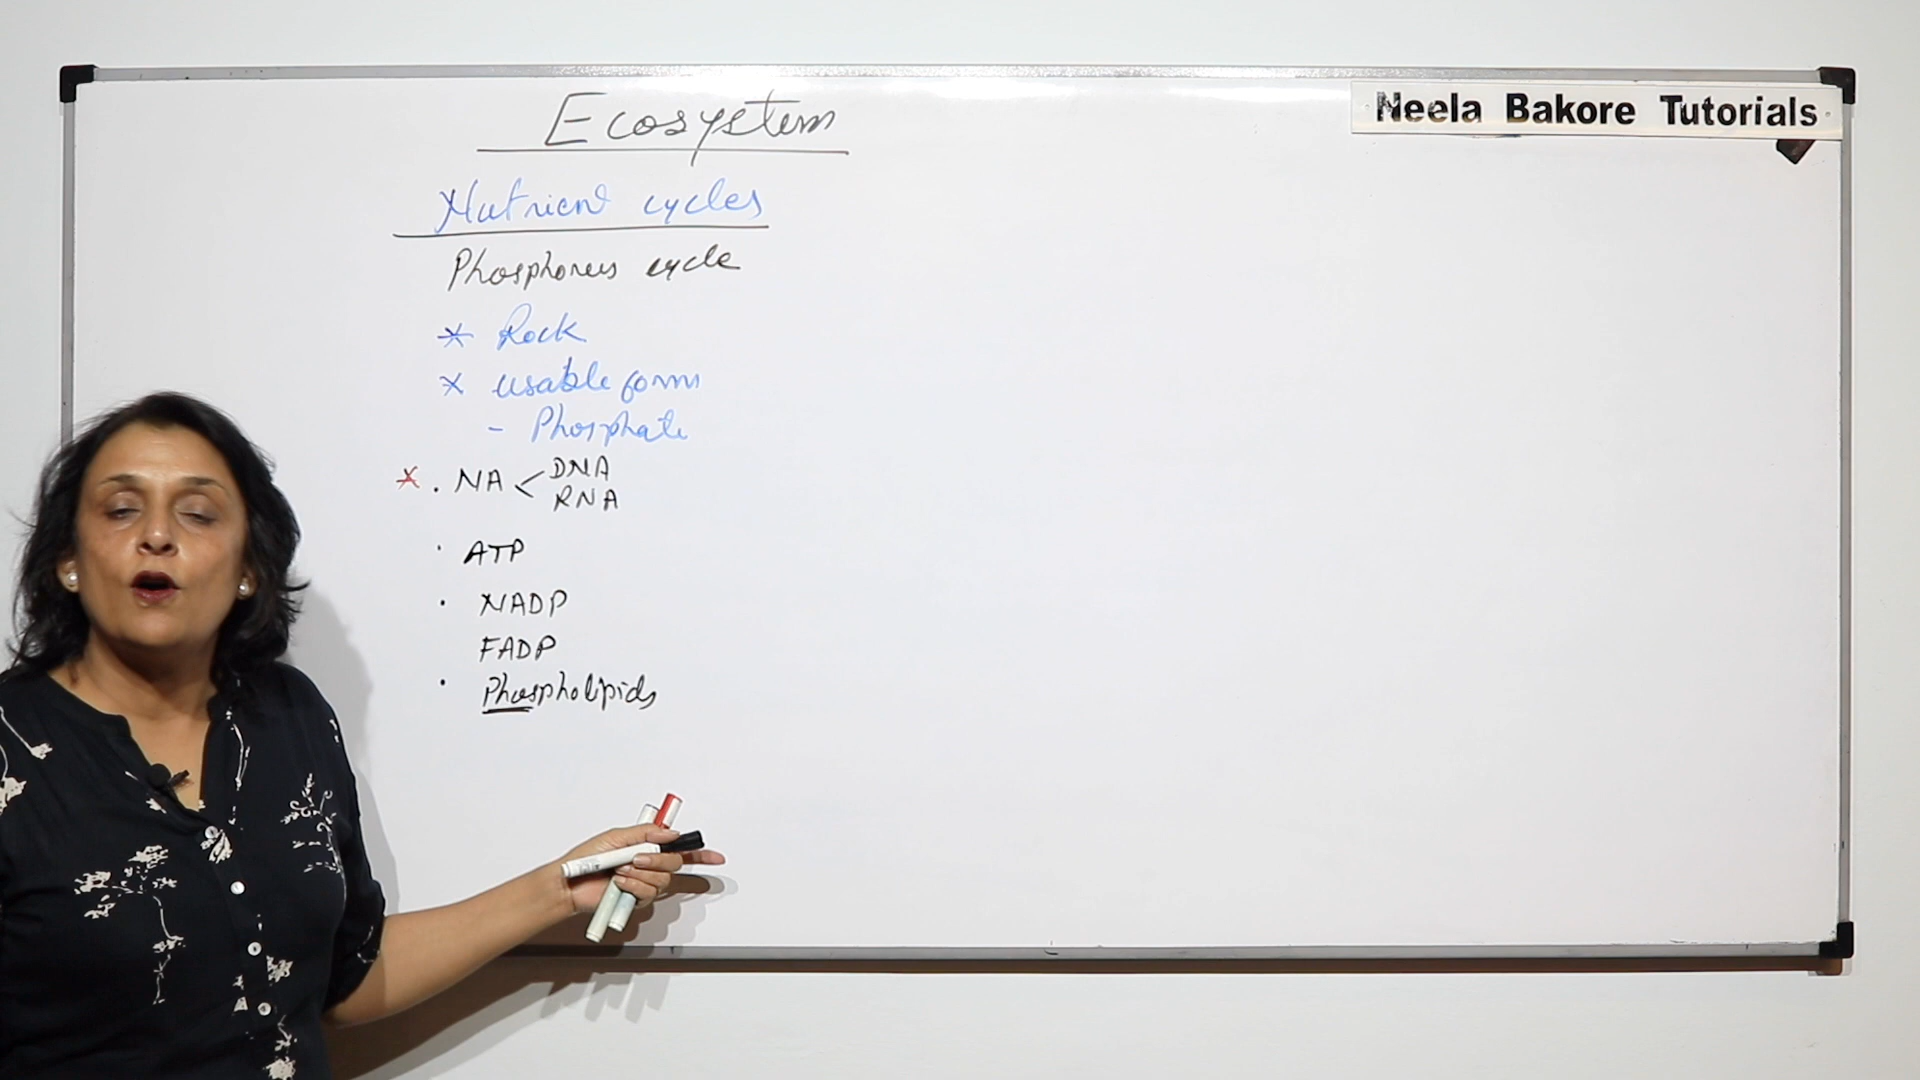 Neela Bakore Tutorials
Ecosystem
Nutrient cycles
Phosphorus cycle
* Rock
* usable form
- Phosphate
* . NA < DNA
RNA
· ATP
· NADP
FADP
· Phospholipids